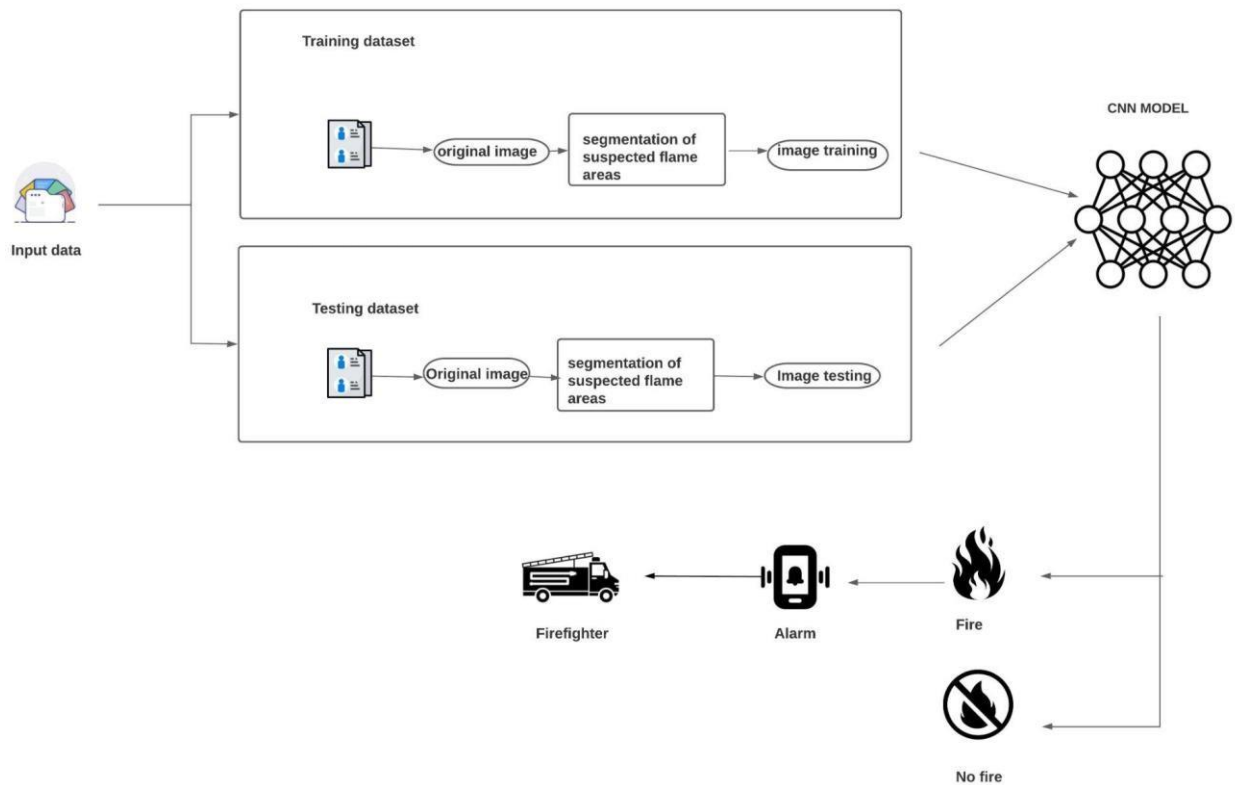 Training dataset
original image
segmentation of
suspected flame
areas
image training
CNN MODEL
Input data
Testing dataset
Original image
segmentation of
suspected flame
areas
Image testing
Firefighter
Alarm
Fire
No fire